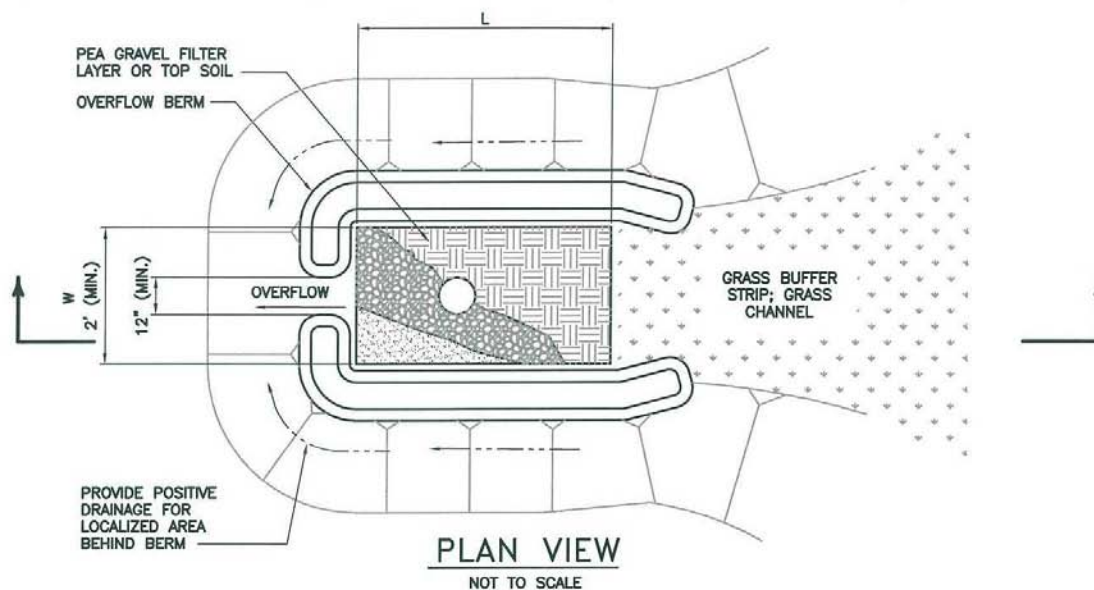 L
PEA GRAVEL FILTER
LAYER OR TOP SOIL
OVERFLOW BERM
W
2' (MIN.)
12" (MIN.)
OVERFLOW
GRASS BUFFER
STRIP; GRASS
CHANNEL
PROVIDE POSITIVE
DRAINAGE FOR
LOCALIZED AREA
BEHIND BERM
PLAN VIEW
NOT TO SCALE